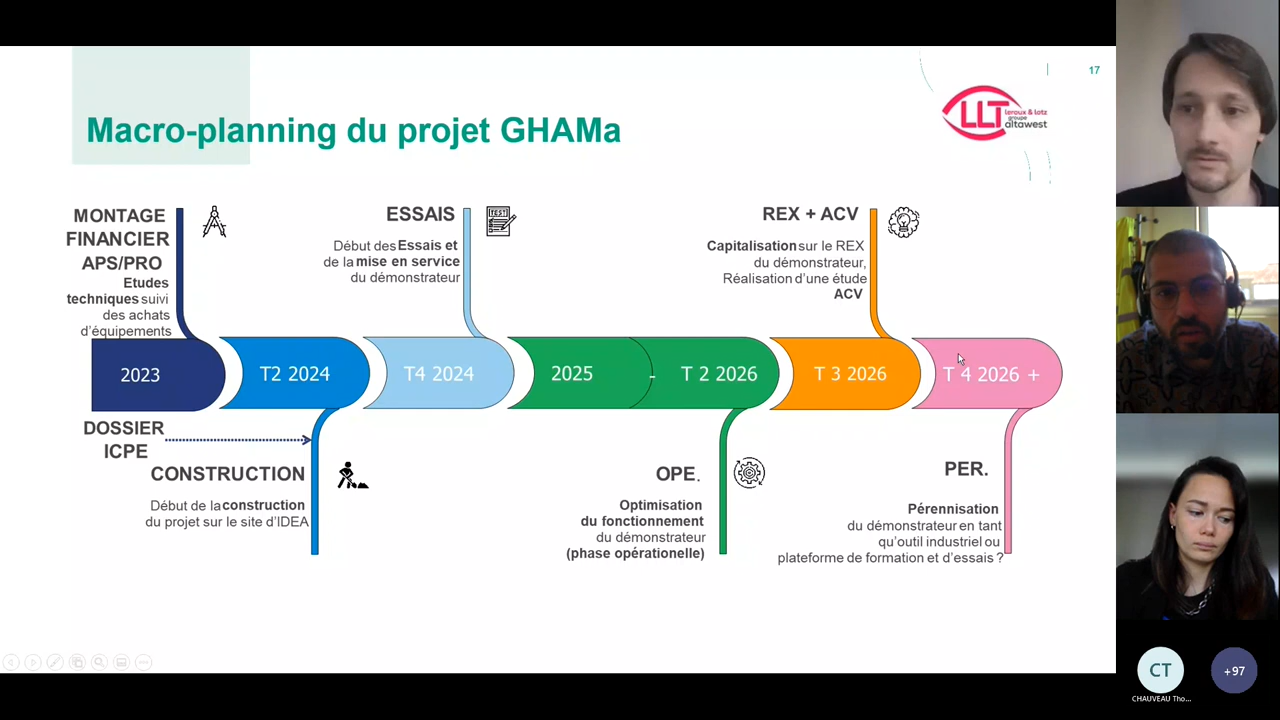 17
LLT
leroux & lotz
groupe
altawest
Macro-planning du projet GHAMa
MONTAGE
FINANCIER
APS/PRO
Etudes
techniques suivi
des achats
d'équipements
ESSAIS
TEST
Début des Essais et
de la mise en service
du démonstrateur
REX + ACV
Capitalisation sur le REX
du démonstrateur,
Réalisation d'une étude
ACV
2023
T2 2024
T4 2024
2025 - T 2 2026
T 3 2026
T 4 2026 +
DOSSIER
ICPE
CONSTRUCTION
Début de la construction
du projet sur le site d'IDEA
OPE.
Optimisation
du fonctionnement
du démonstrateur
(phase opérationelle)
PER.
Pérennisation
du démonstrateur en tant
qu'outil industriel ou
plateforme de formation et d'essais ?
CT
CHAUVEAU Tho...
+97